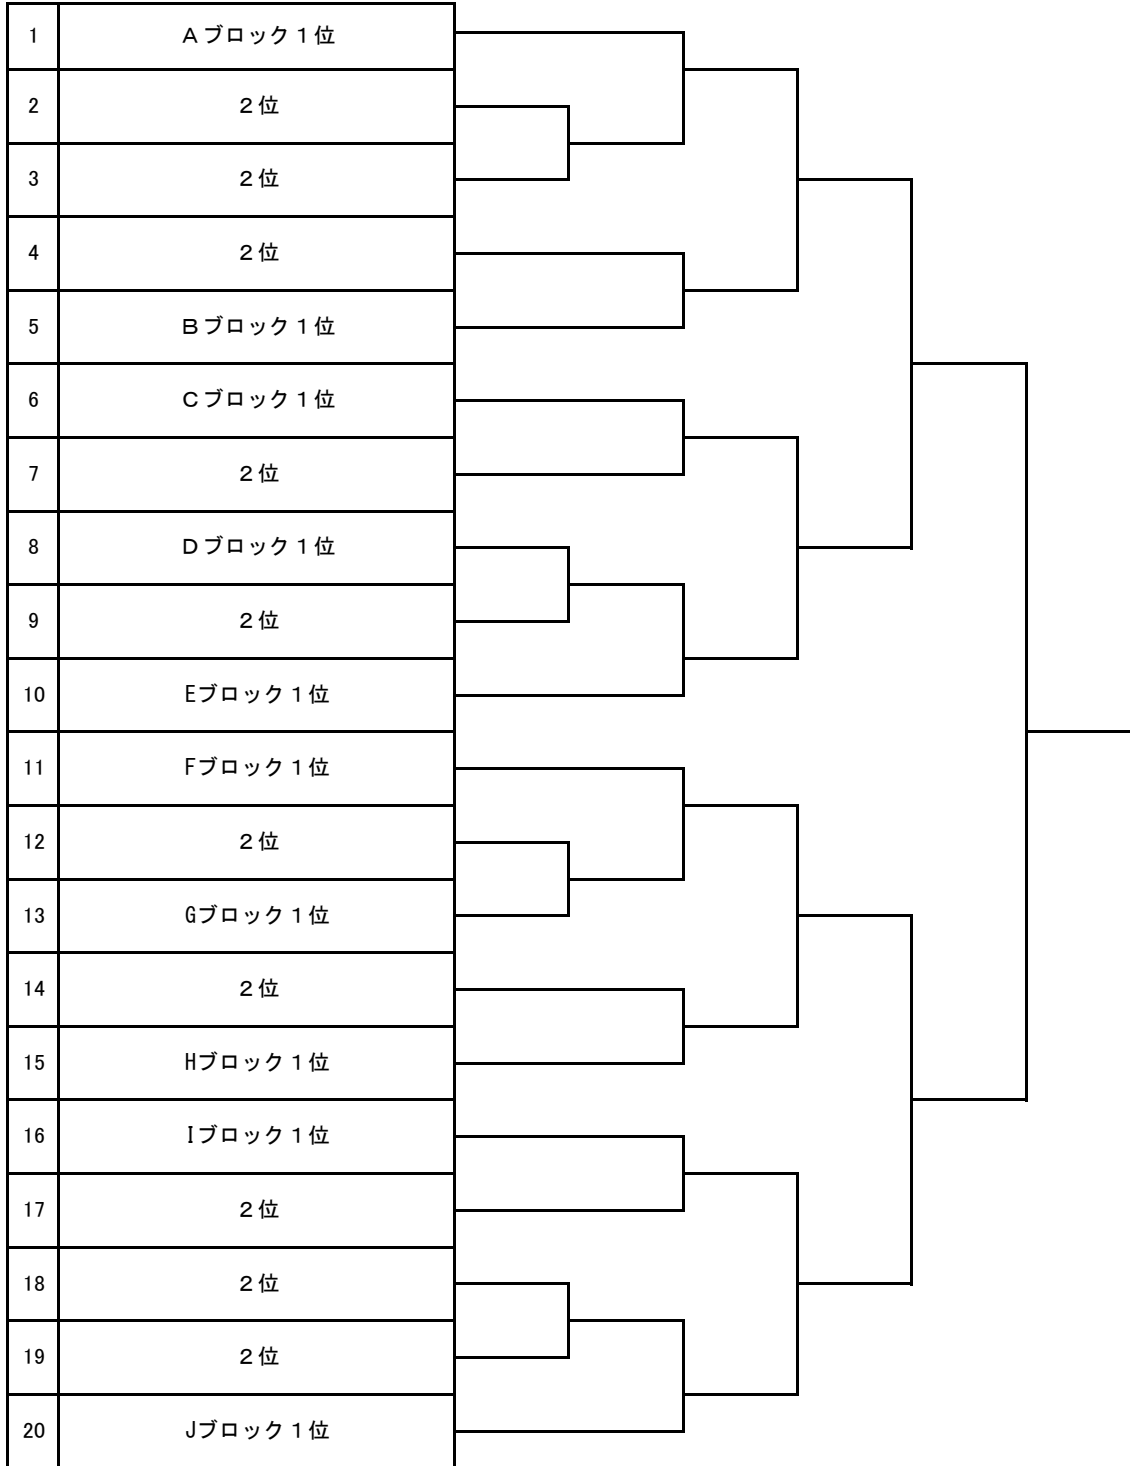 1 Aブロック１位
2 ２位
3 ２位
4 ２位
5 Bブロック１位
6 Cブロック１位
7 ２位
8 Dブロック１位
9 ２位
10 Eブロック１位
11 Fブロック１位
12 ２位
13 Gブロック１位
14 ２位
15 Hブロック１位
16 Iブロック１位
17 ２位
18 ２位
19 ２位
20 Jブロック１位